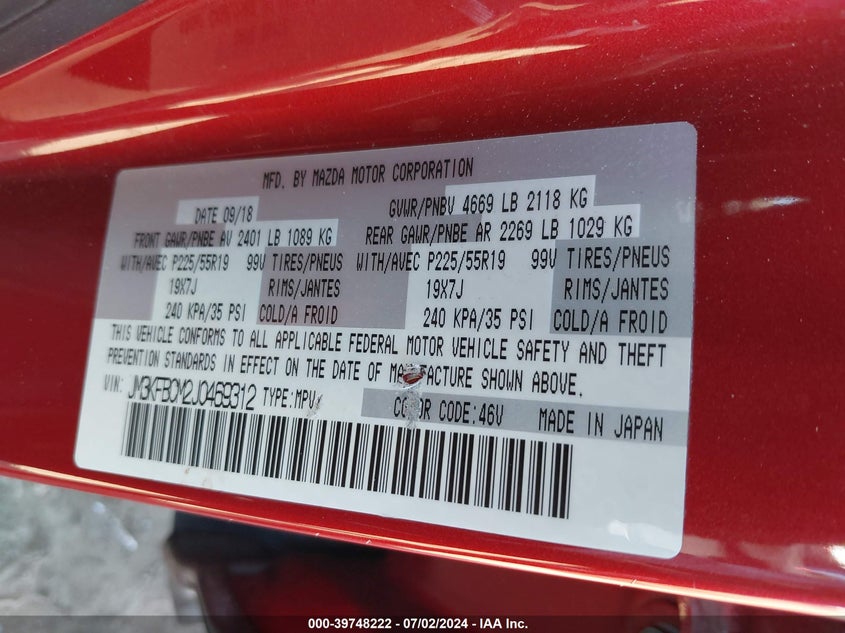 MFD. BY MAZDA MOTOR CORPORATION
DATE 09/18 GVWR/PNBV 4669 LB 2118 KG
FRONT GAWR/PNBE AV 2401 LB 1089 KG REAR GAWR/PNBE AR 2269 LB 1029 KG
WITH/AVEC P225/55R19 99V TIRES/PNEUS WITH/AVEC P225/55R19 99V TIRES/PNEUS
19X7J RIMS/JANTES 19X7J RIMS/JANTES
240 KPA/35 PSI COLD/A FROID 240 KPA/35 PSI COLD/A FROID
THIS VEHICLE CONFORMS TO ALL APPLICABLE FEDERAL MOTOR VEHICLE SAFETY AND THEFT
PREVENTION STANDARDS IN EFFECT ON THE DATE OF SHOWN ABOVE.
VIN: JM3KFBCM2J0469312 TYPE:MPV
CODE:46V MADE IN JAPAN
000-39748222 - 07/02/2024 - IAA Inc.